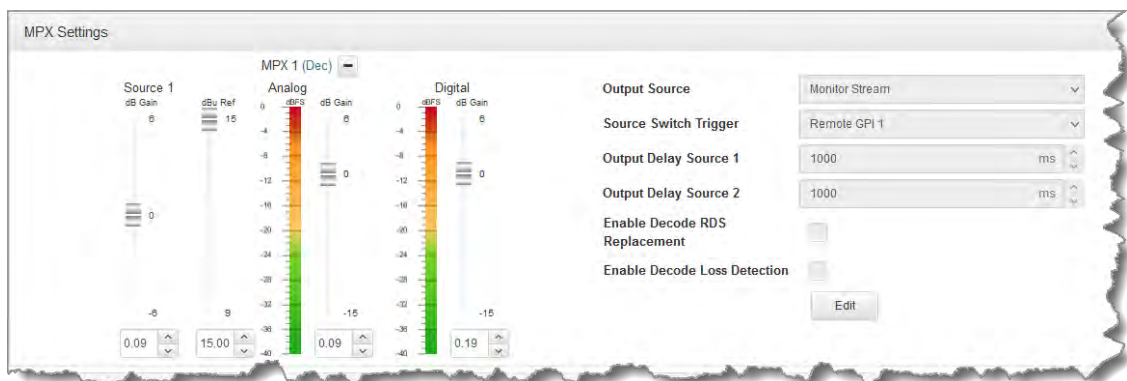 MPX Settings
MPX 1 (Dec)
Source 1 Analog Digital
dB Gain dBu Ref dBFS dB Gain dBFS dB Gain
6 15 0 6 0 6
-4 -4
-8 -8
0 -12 0 -12 0
-16 -16
-20 -20
-24 -24
-28 -28
-6 9 -32 -15 -32 -15
-36 -36
0.09 15.00 -40 0.09 -40 0.19
Output Source Monitor Stream
Source Switch Trigger Remote GPI 1
Output Delay Source 1 1000 ms
Output Delay Source 2 1000 ms
Enable Decode RDS
Replacement
Enable Decode Loss Detection
Edit